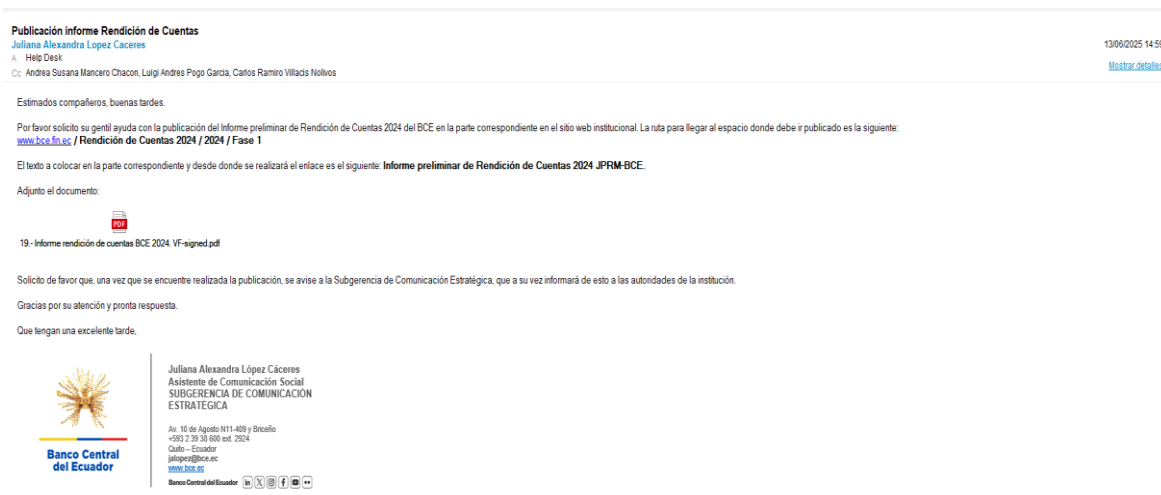 Publicación informe Rendición de Cuentas
Juliana Alexandra Lopez Caceres
13/06/2025 14:59
A Help Desk
Mostrar detalles
Cc Andrea Susana Mancero Chacon, Luigi Andres Pogo Garcia, Carlos Ramiro Villacis Nolivos
Estimados compañeros, buenas tardes.
Por favor solicito su gentil ayuda con la publicación del Informe preliminar de Rendición de Cuentas 2024 del BCE en la parte correspondiente en el sitio web institucional. La ruta para llegar al espacio donde debe ir publicado es la siguiente:
www.bce.fin.ec / Rendición de Cuentas 2024 / 2024 / Fase 1
El texto a colocar en la parte correspondiente y desde donde se realizará el enlace es el siguiente: Informe preliminar de Rendición de Cuentas 2024 JPRM-BCE.
Adjunto el documento:
PDF
19.- Informe rendición de cuentas BCE 2024. VF-signed.pdf
Solicito de favor que, una vez que se encuentre realizada la publicación, se avise a la Subgerencia de Comunicación Estratégica, que a su vez informará de esto a las autoridades de la institución.
Gracias por su atención y pronta respuesta.
Que tengan una excelente tarde,
Juliana Alexandra López Cáceres
Asistente de Comunicación Social
SUBGERENCIA DE COMUNICACIÓN
ESTRATÉGICA
Av. 10 de Agosto N11-409 y Briceño
+593 2 39 38 600 ext. 2924
Quito – Ecuador
jalopez@bce.ec
www.bce.ec
Banco Central del Ecuador
Banco Central
del Ecuador